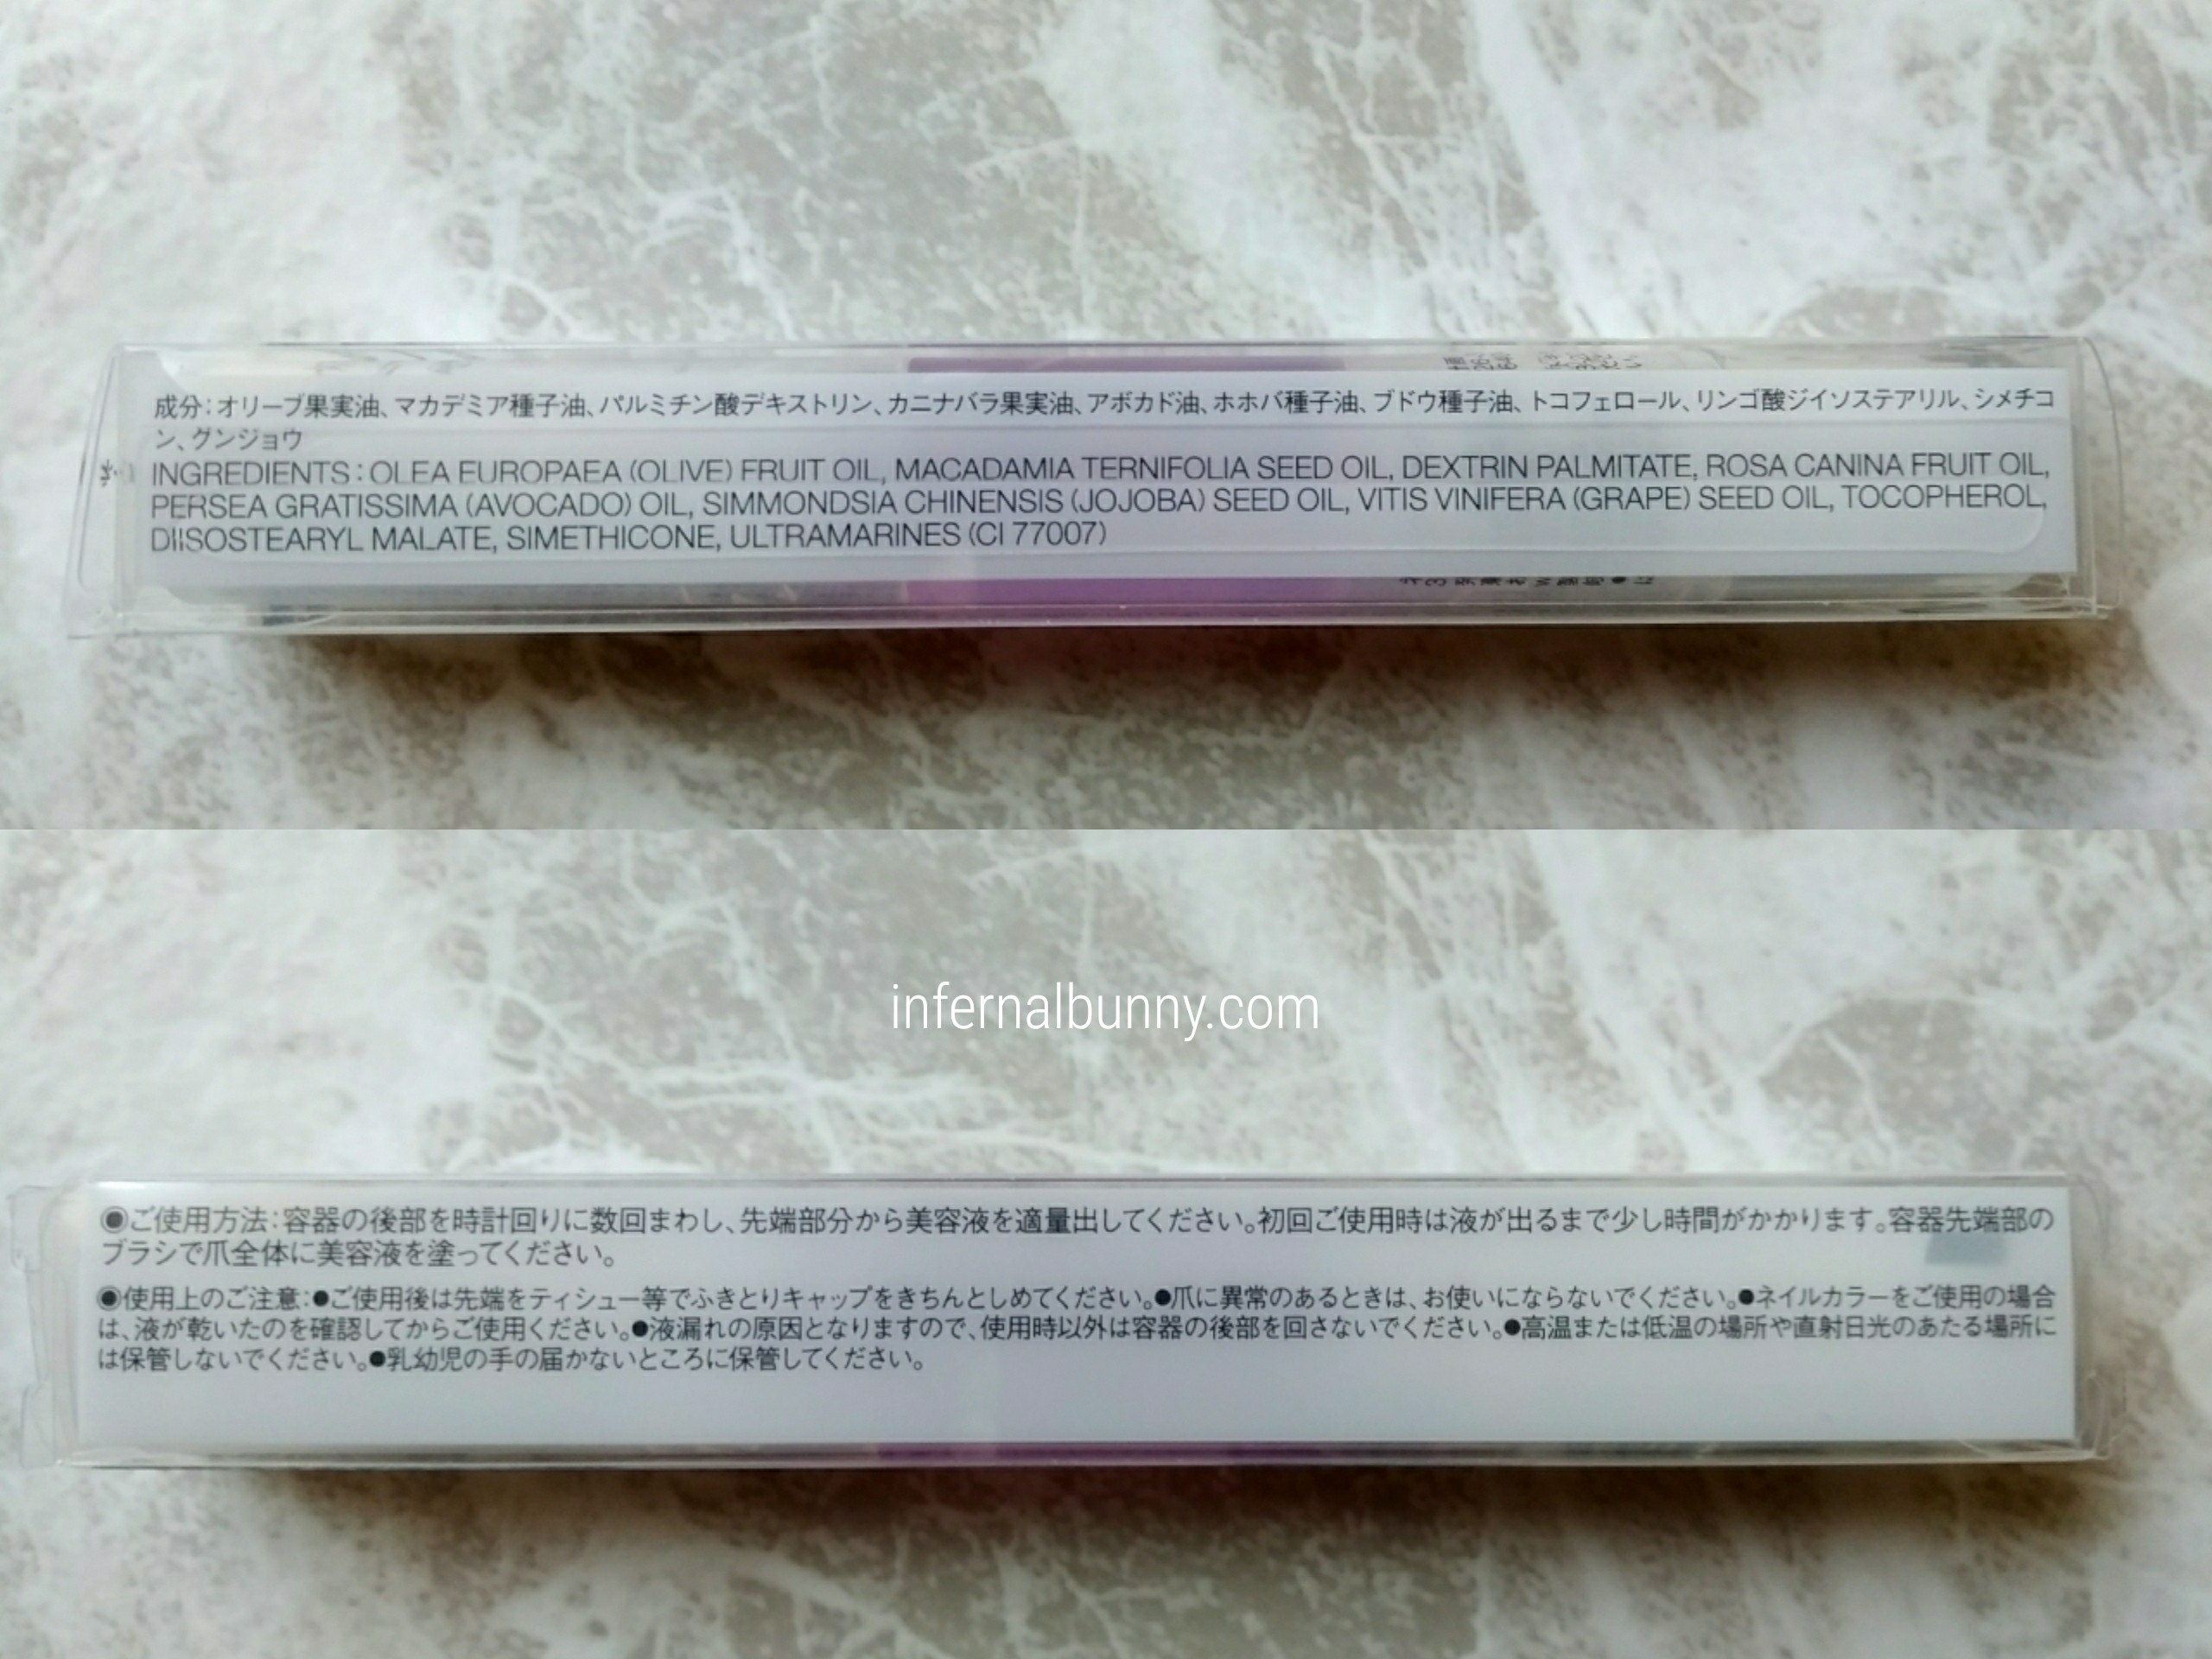 成分：オリーブ果実油、マカデミア種子油、パルミチン酸デキストリン、カニナバラ果実油、アボカド油、ホホバ種子油、ブドウ種子油、トコフェロール、リンゴ酸ジイソステアリル、シメチコ
ン、グンジョウ
INGREDIENTS：OLEA EUROPAEA (OLIVE) FRUIT OIL, MACADAMIA TERNIFOLIA SEED OIL, DEXTRIN PALMITATE, ROSA CANINA FRUIT OIL,
PERSEA GRATISSIMA (AVOCADO) OIL, SIMMONDSIA CHINENSIS (JOJOBA) SEED OIL, VITIS VINIFERA (GRAPE) SEED OIL, TOCOPHEROL,
DIISOSTEARYL MALATE, SIMETHICONE, ULTRAMARINES (CI 77007)
infernalbunny.com
◉ご使用方法：容器の後部を時計回りに数回まわし、先端部分から美容液を適量出してください。初回ご使用時は液が出るまで少し時間がかかります。容器先端部の
ブラシで爪全体に美容液を塗ってください。
◉使用上のご注意：●ご使用後は先端をティシュー等でふきとりキャップをきちんとしめてください。●爪に異常のあるときは、お使いにならないでください。●ネイルカラーをご使用の場合
は、液が乾いたのを確認してからご使用ください。●液漏れの原因となりますので、使用時以外は容器の後部を回さないでください。●高温または低温の場所や直射日光のあたる場所に
は保管しないでください。●乳幼児の手の届かないところに保管してください。